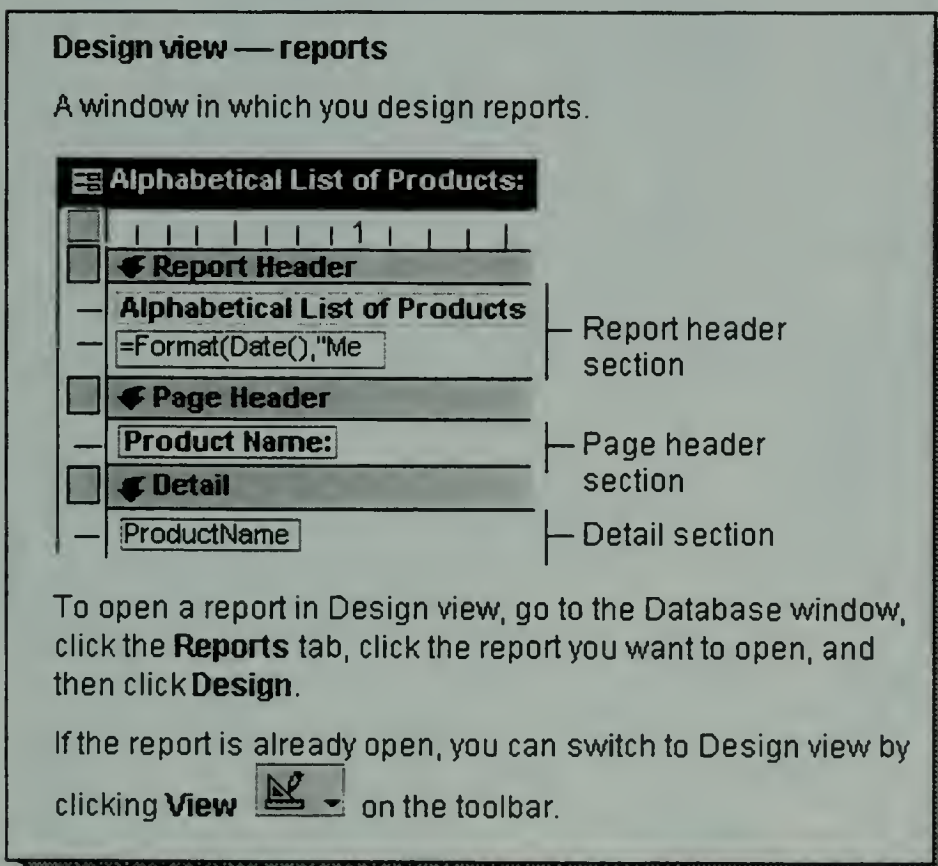 Design view — reports
A window in which you design reports.
Alphabetical List of Products:
1
Report Header
Alphabetical List of Products
=Format(Date(),"Me
Report header
section
Page Header
Product Name:
Page header
section
Detail
ProductName
Detail section
To open a report in Design view, go to the Database window,
click the Reports tab, click the report you want to open, and
then click Design.
If the report is already open, you can switch to Design view by
clicking View on the toolbar.